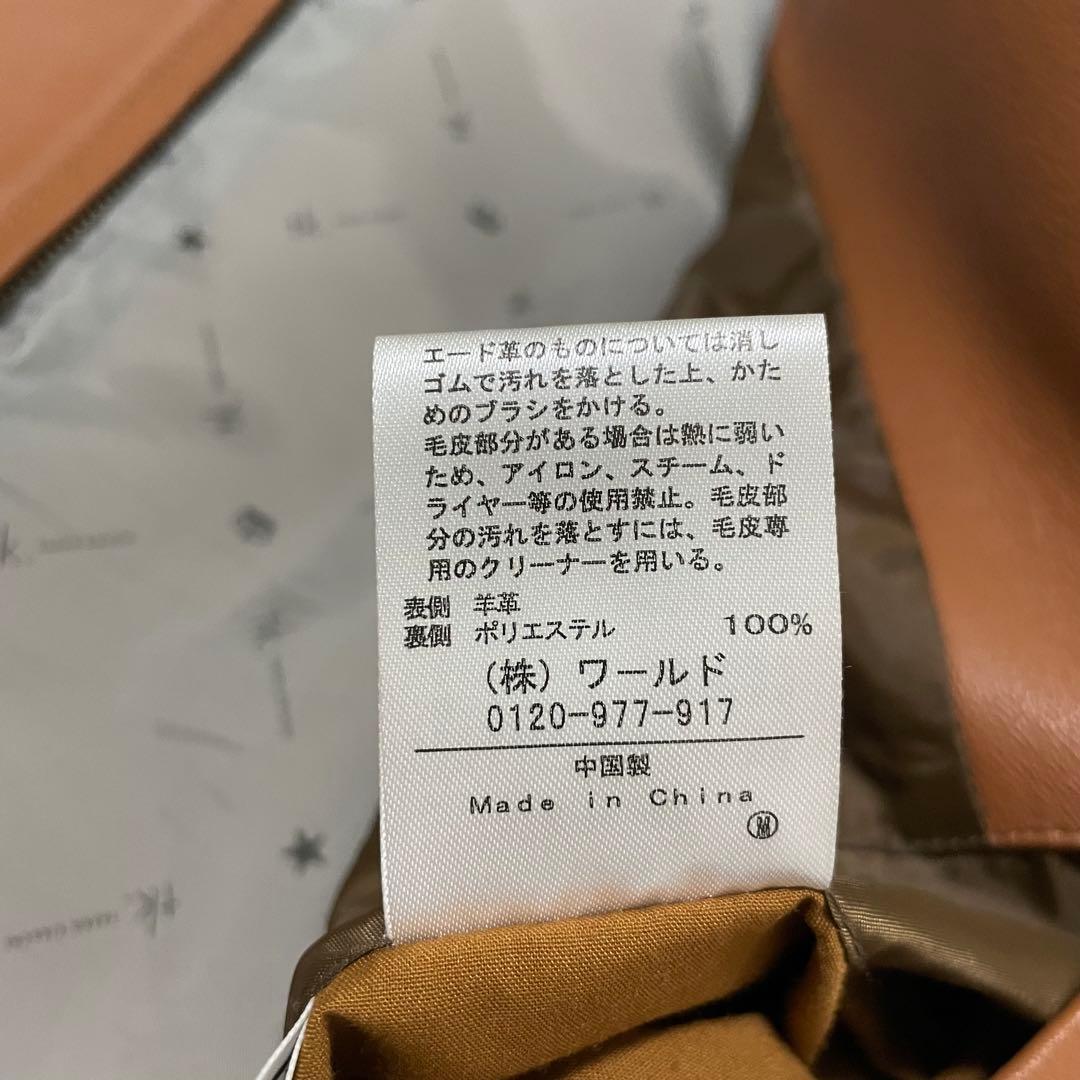 エード革のものについては消し
ゴムで汚れを落とした上、かた
めのブラシをかける。
毛皮部分がある場合は熱に弱い
ため、アイロン、スチーム、ド
ライヤー等の使用禁止。毛皮部
分の汚れを落とすには、毛皮専
用のクリーナーを用いる。
表側 羊革
裏側 ポリエステル 100%
(株) ワールド
0120-977-917
中国製
Made in China
M
tk.